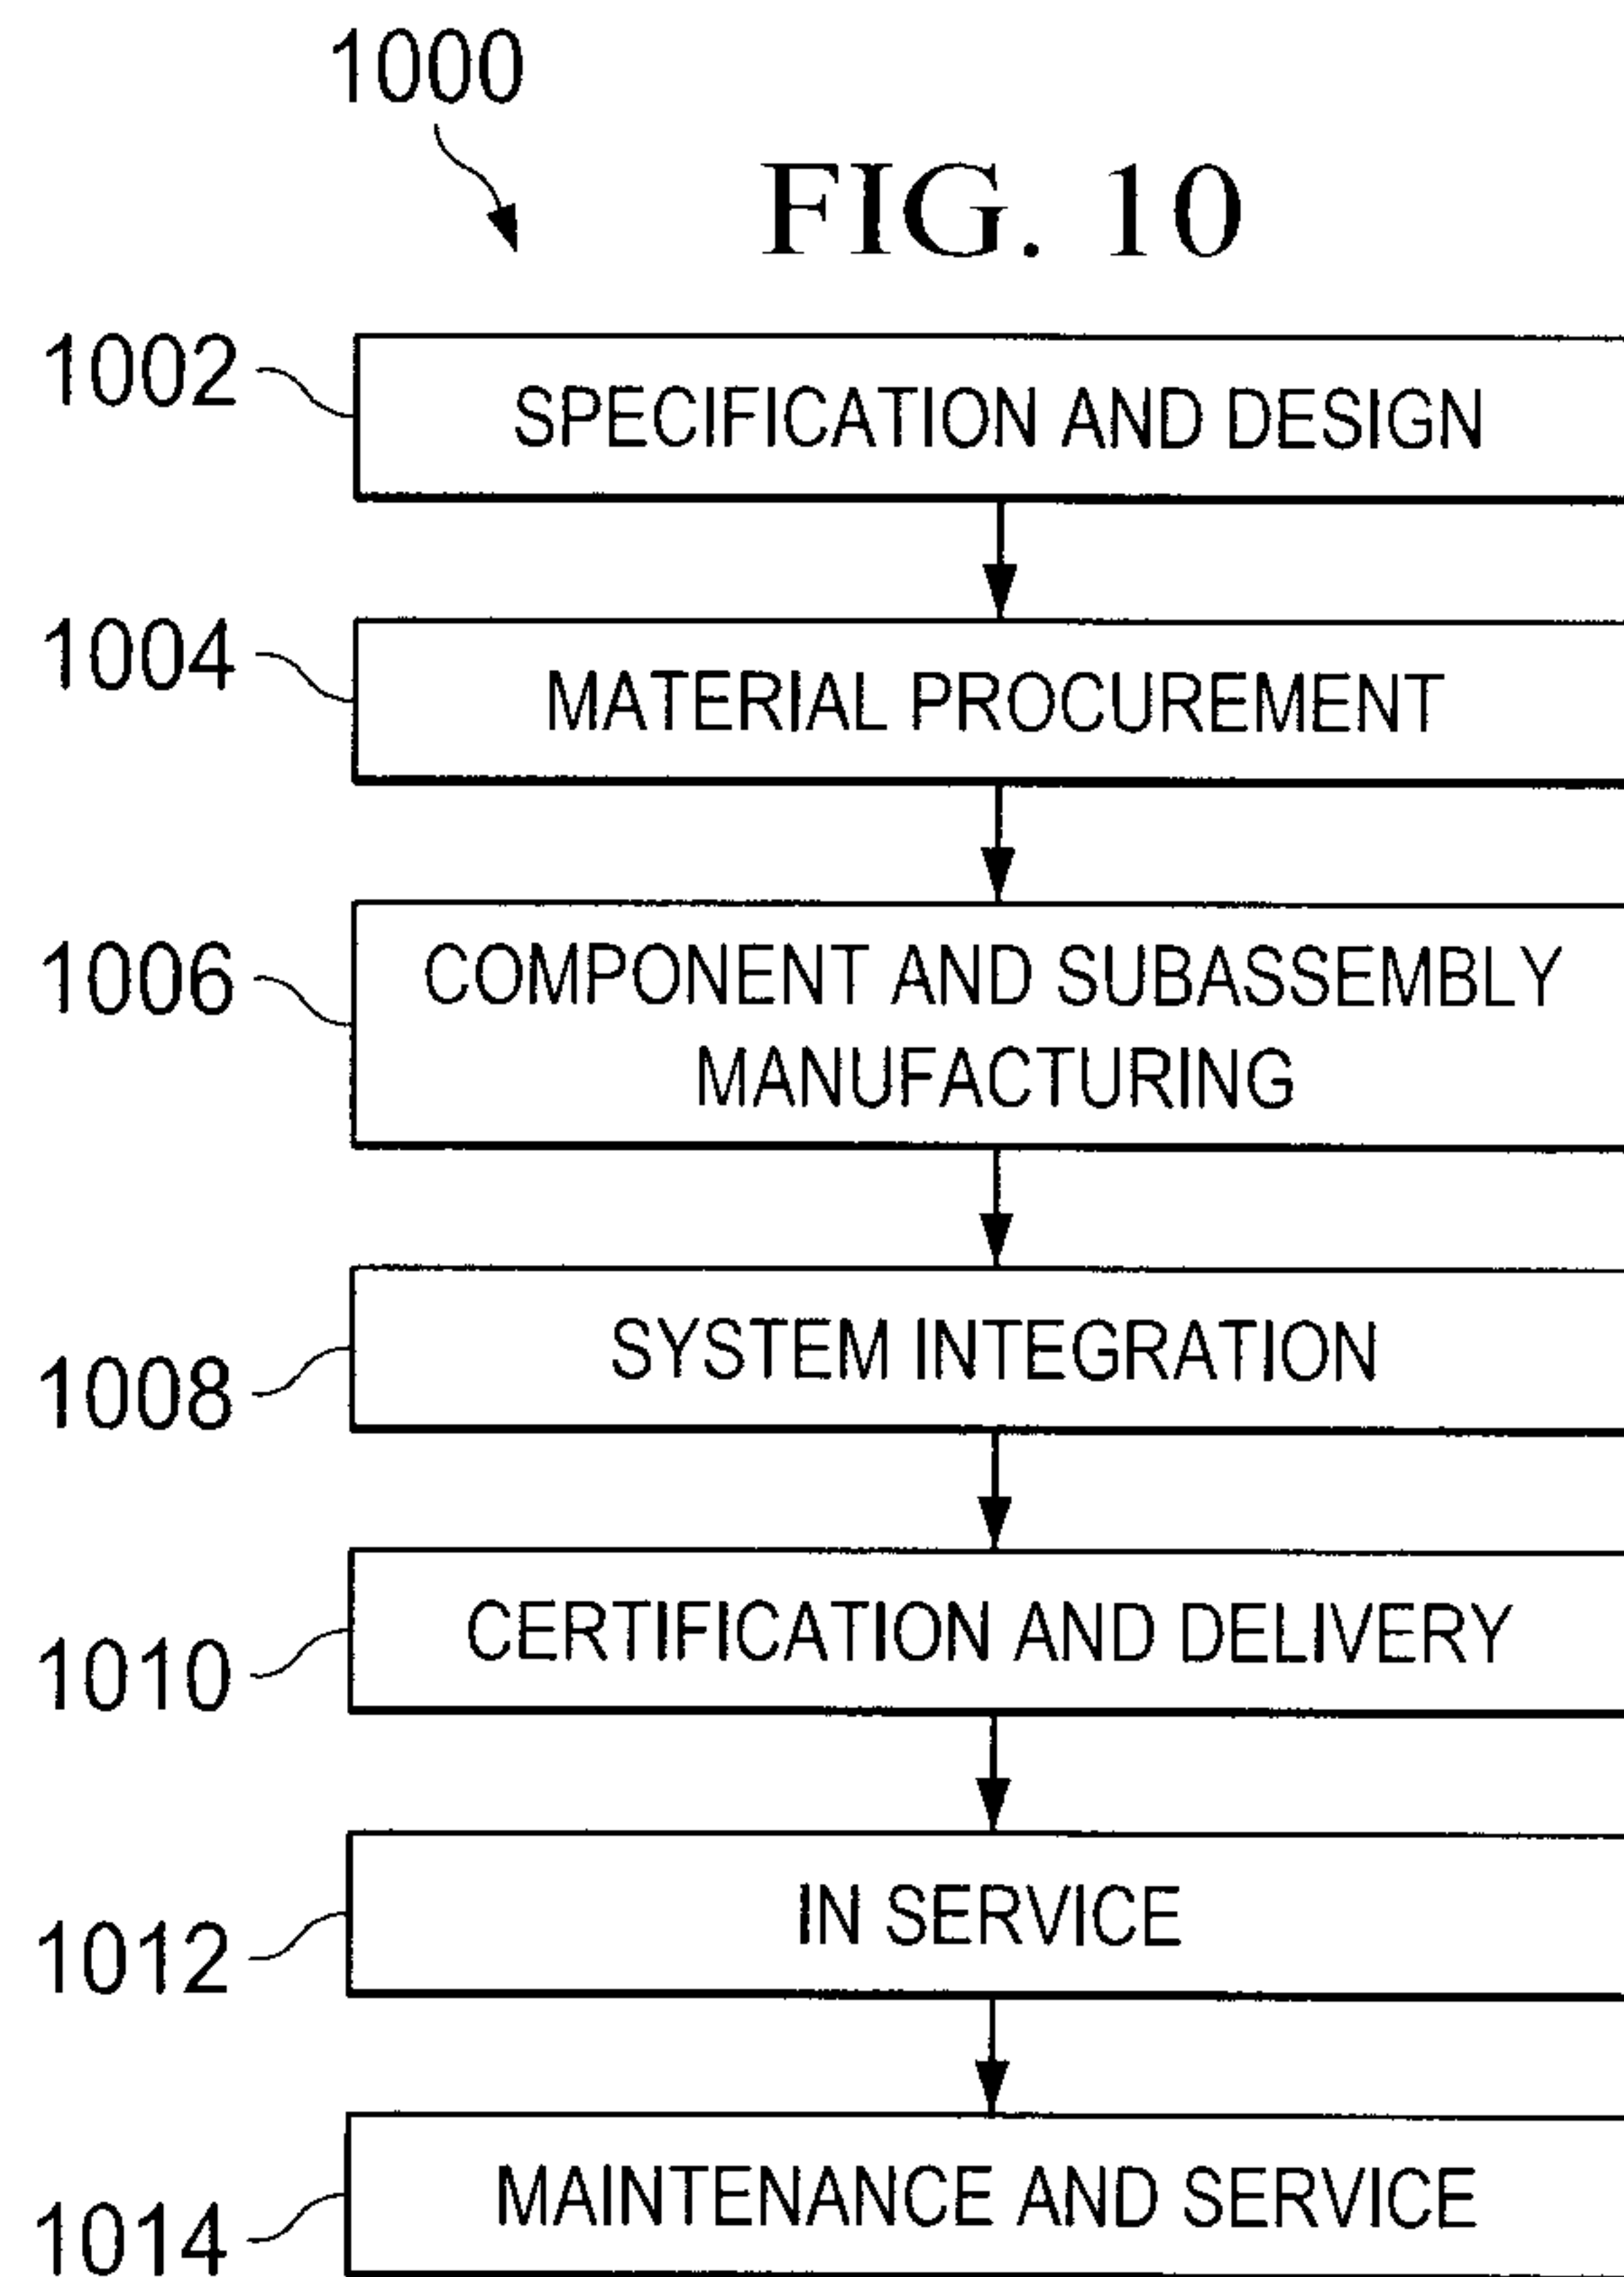 1000
FIG. 10
1002
SPECIFICATION AND DESIGN
1004
MATERIAL PROCUREMENT
1006
COMPONENT AND SUBASSEMBLY
MANUFACTURING
1008
SYSTEM INTEGRATION
1010
CERTIFICATION AND DELIVERY
1012
IN SERVICE
1014
MAINTENANCE AND SERVICE